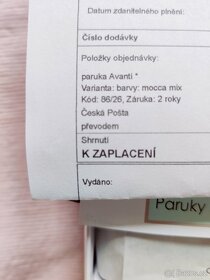 Datum zdanitelného plnění:
Číslo dodávky
Položky objednávky:
paruka Avanti *
Varianta: barvy: mocca mix
Kód: 86/26, Záruka: 2 roky
Česká Pošta
převodem
Shrnutí
K ZAPLACENÍ
Vydáno:
Paruky